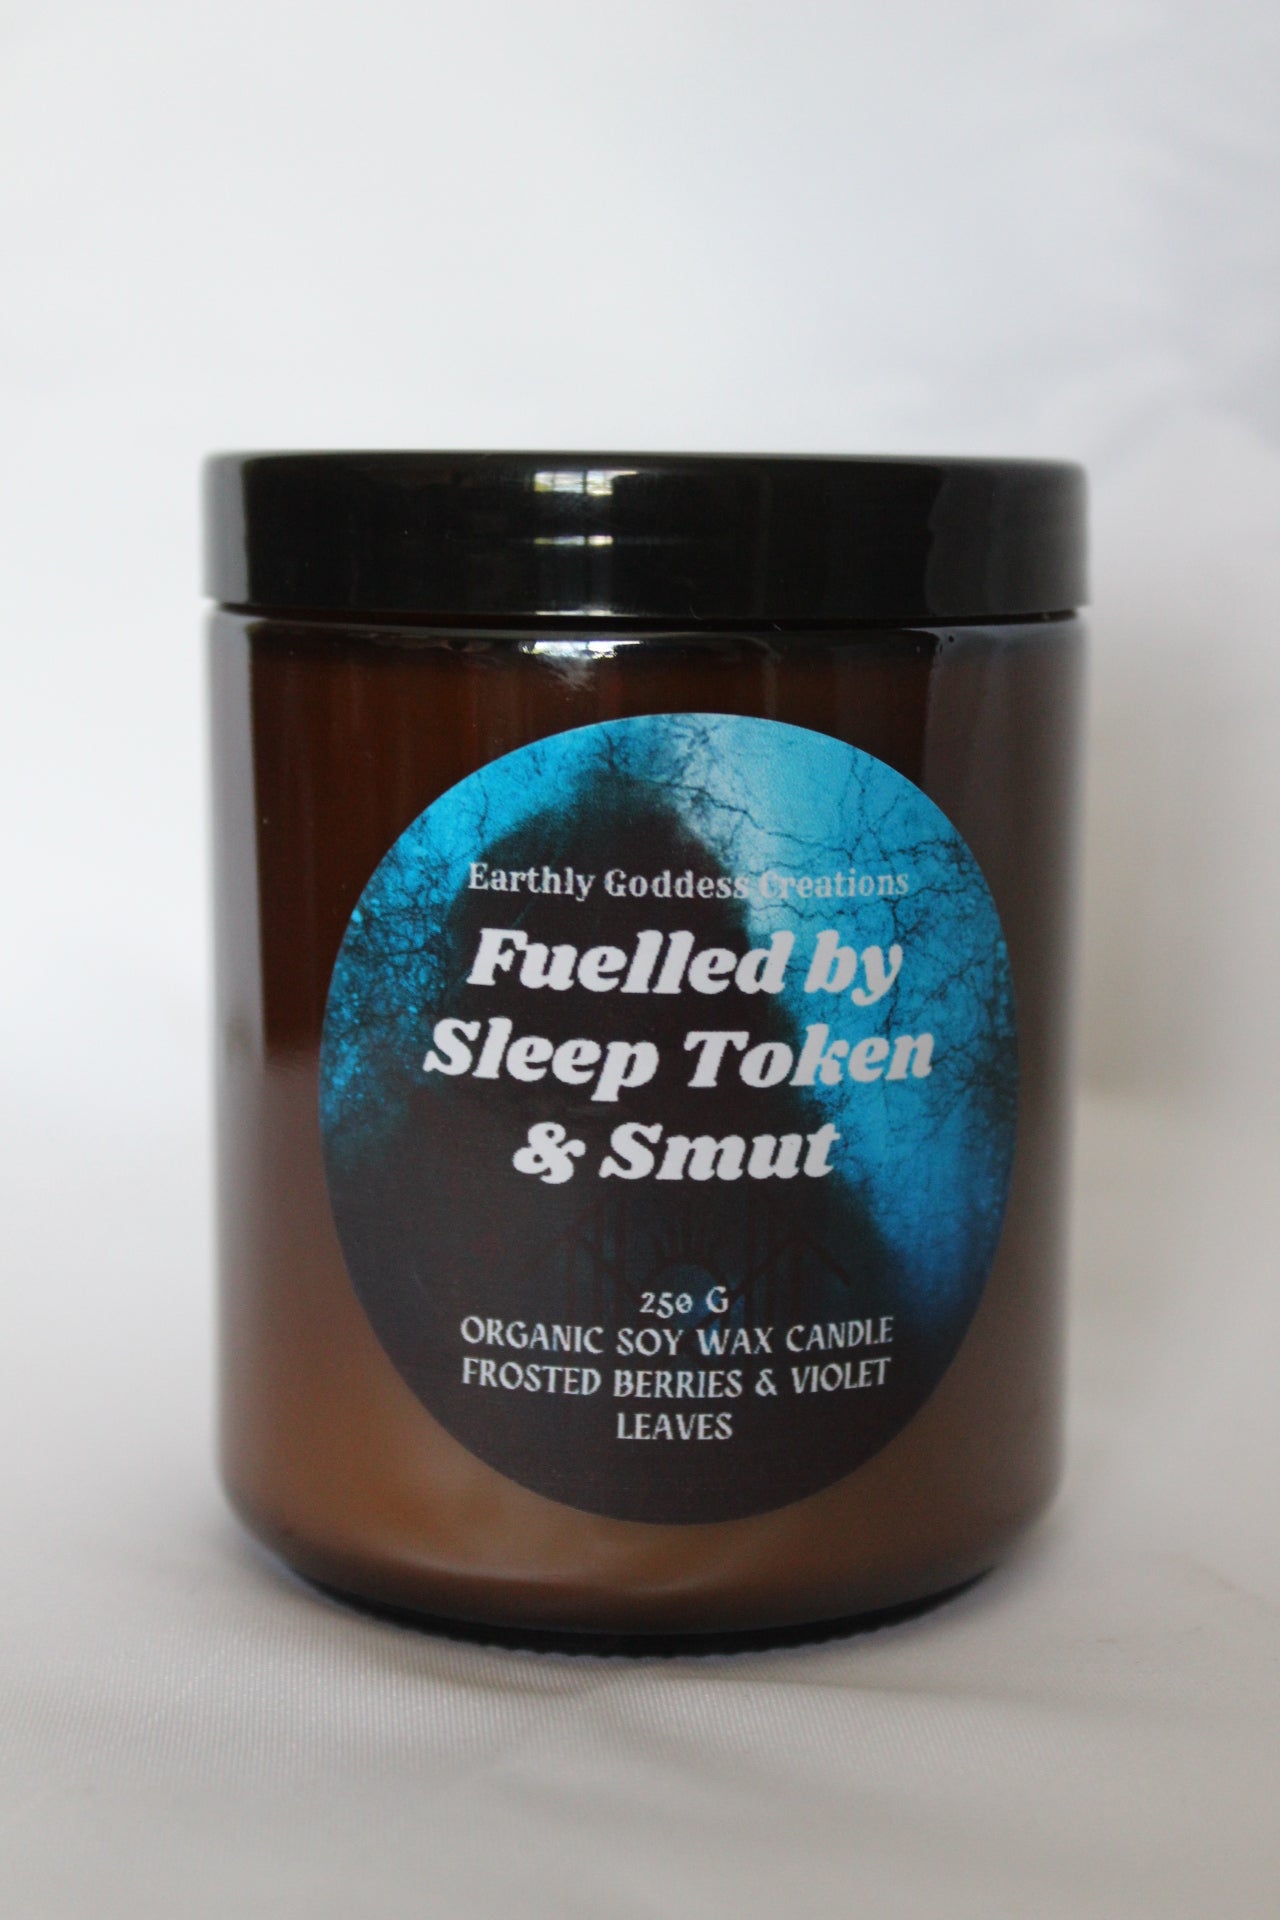 Earthly Goddess Creations
Fuelled by
Sleep Token
& Smut
250 G
ORGANIC SOY WAX CANDLE
FROSTED BERRIES & VIOLET
LEAVES